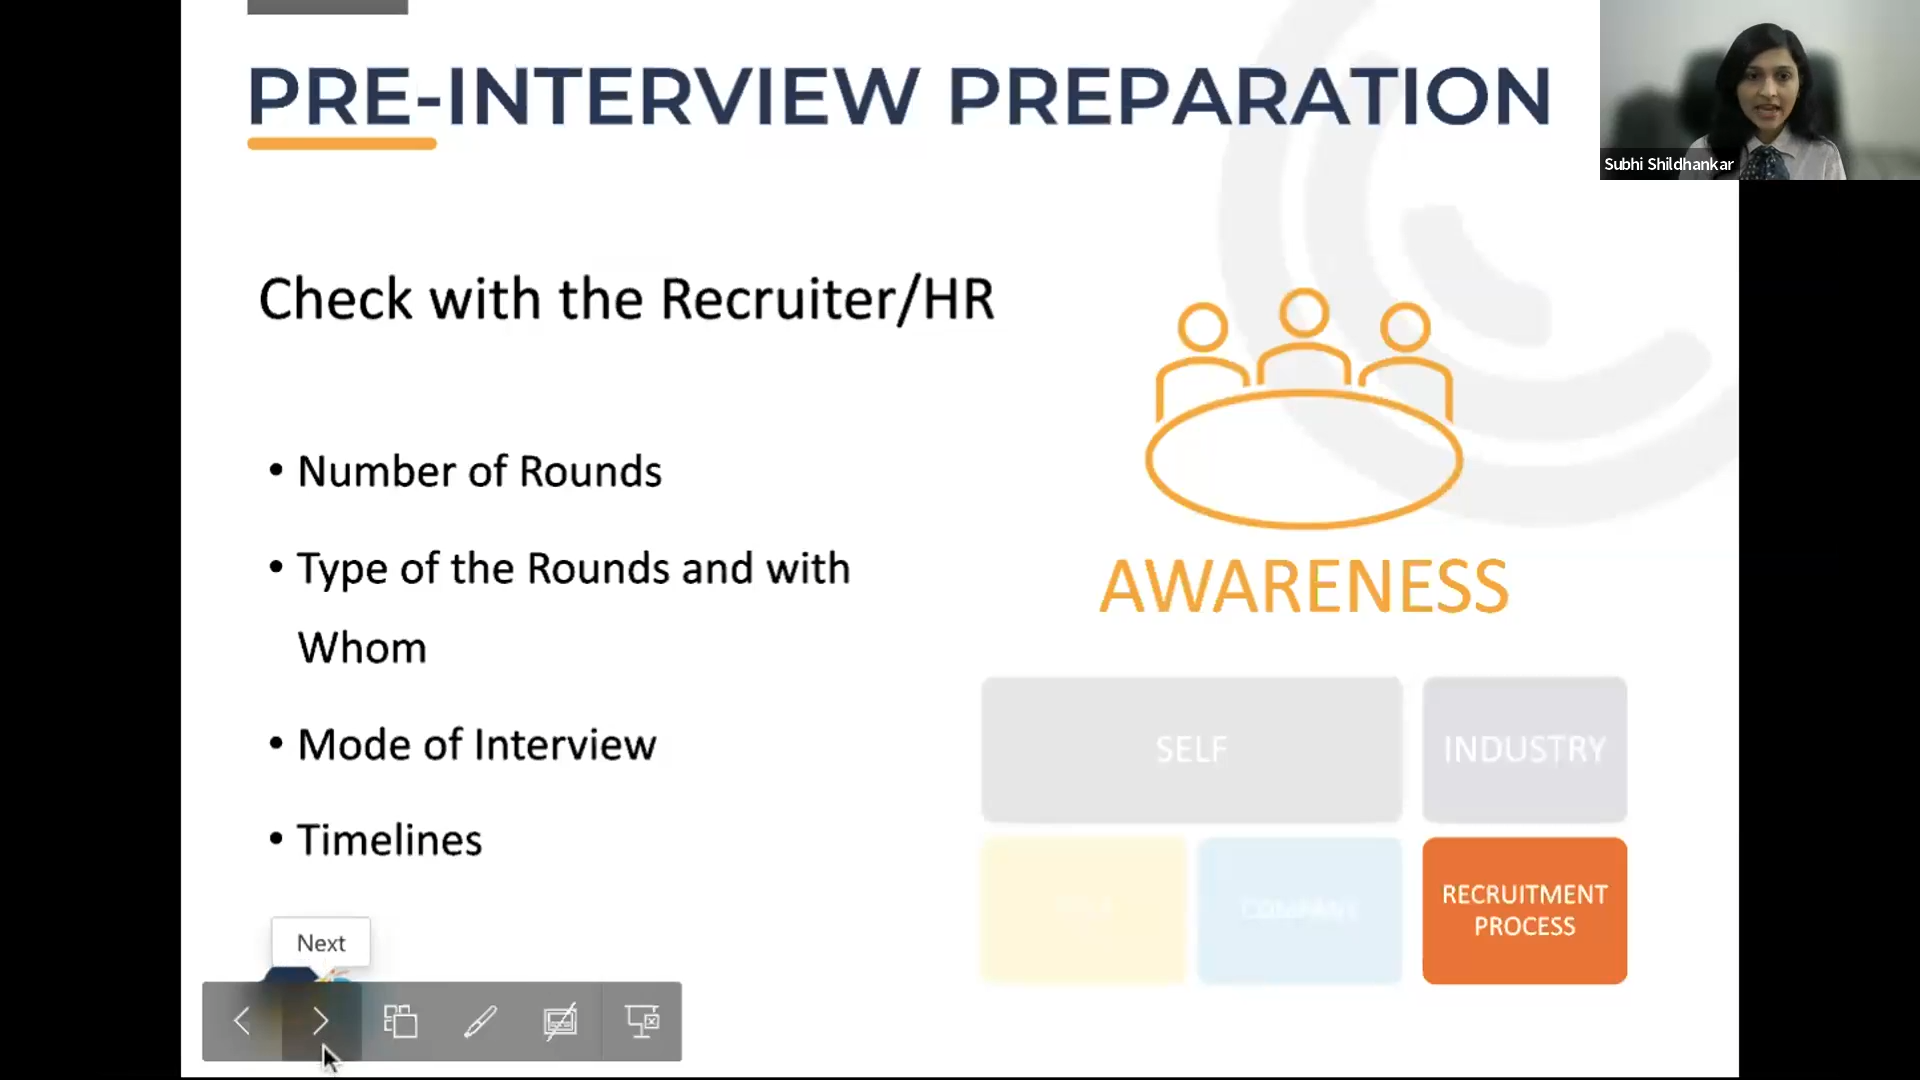 PRE-INTERVIEW PREPARATION
Subhi Shildhankar
Check with the Recruiter/HR
• Number of Rounds
• Type of the Rounds and with
Whom
• Mode of Interview
• Timelines
AWARENESS
SELF
INDUSTRY
COMPANY
RECRUITMENT
PROCESS
Next